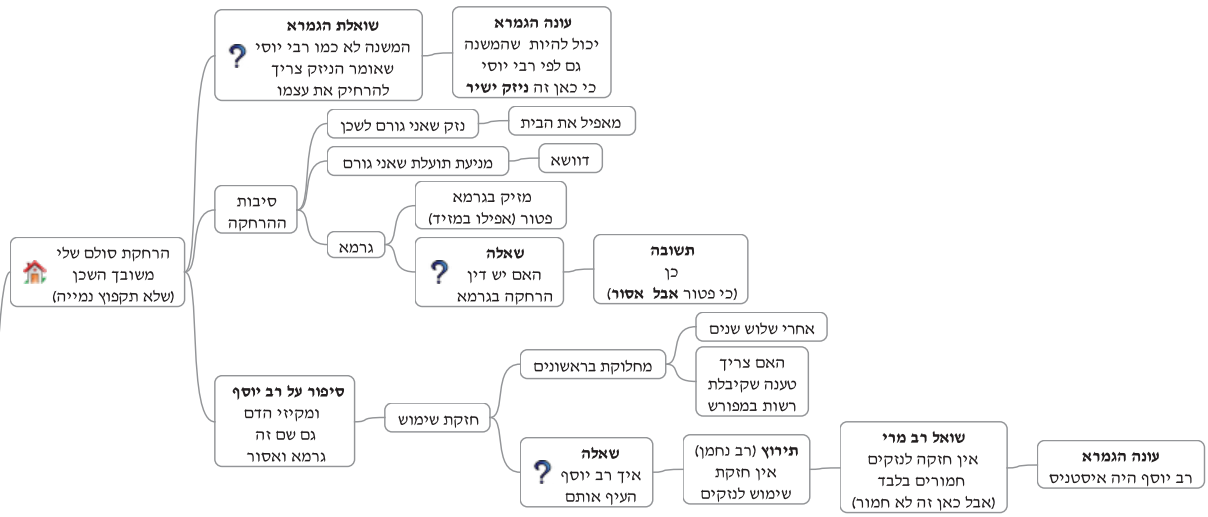 הרחקת סולם שלי
משובך השכן
(שלא תקפוץ נמייה)
שואלת הגמרא
המשנה לא כמו רבי יוסי
שאומר הניזק צריך
להרחיק את עצמו
עונה הגמרא
יכול להיות שהמשנה
גם לפי רבי יוסי
כי כאן זה ניזק ישיר
סיבות
ההרחקה
נזק שאני גורם לשכן
מאפיל את הבית
מניעת תועלת שאני גורם
דוושא
גרמא
מזיק בגרמא
פטור (אפילו במזיד)
שאלה
האם יש דין
הרחקה בגרמא
תשובה
כן
(כי פטור אבל אסור)
סיפור על רב יוסף
ומקיזי הדם
גם שם זה
גרמא ואסור
חזקת שימוש
מחלוקת בראשונים
אחרי שלוש שנים
האם צריך
טענה שקיבלת
רשות במפורש
שאלה
איך רב יוסף
העיף אותם
תירוץ (רב נחמן)
אין חזקת
שימוש לנזקים
שואל רב מרי
אין חזקה לנזקים
חמורים בלבד
(אבל כאן זה לא חמור)
עונה הגמרא
רב יוסף היה איסטניס